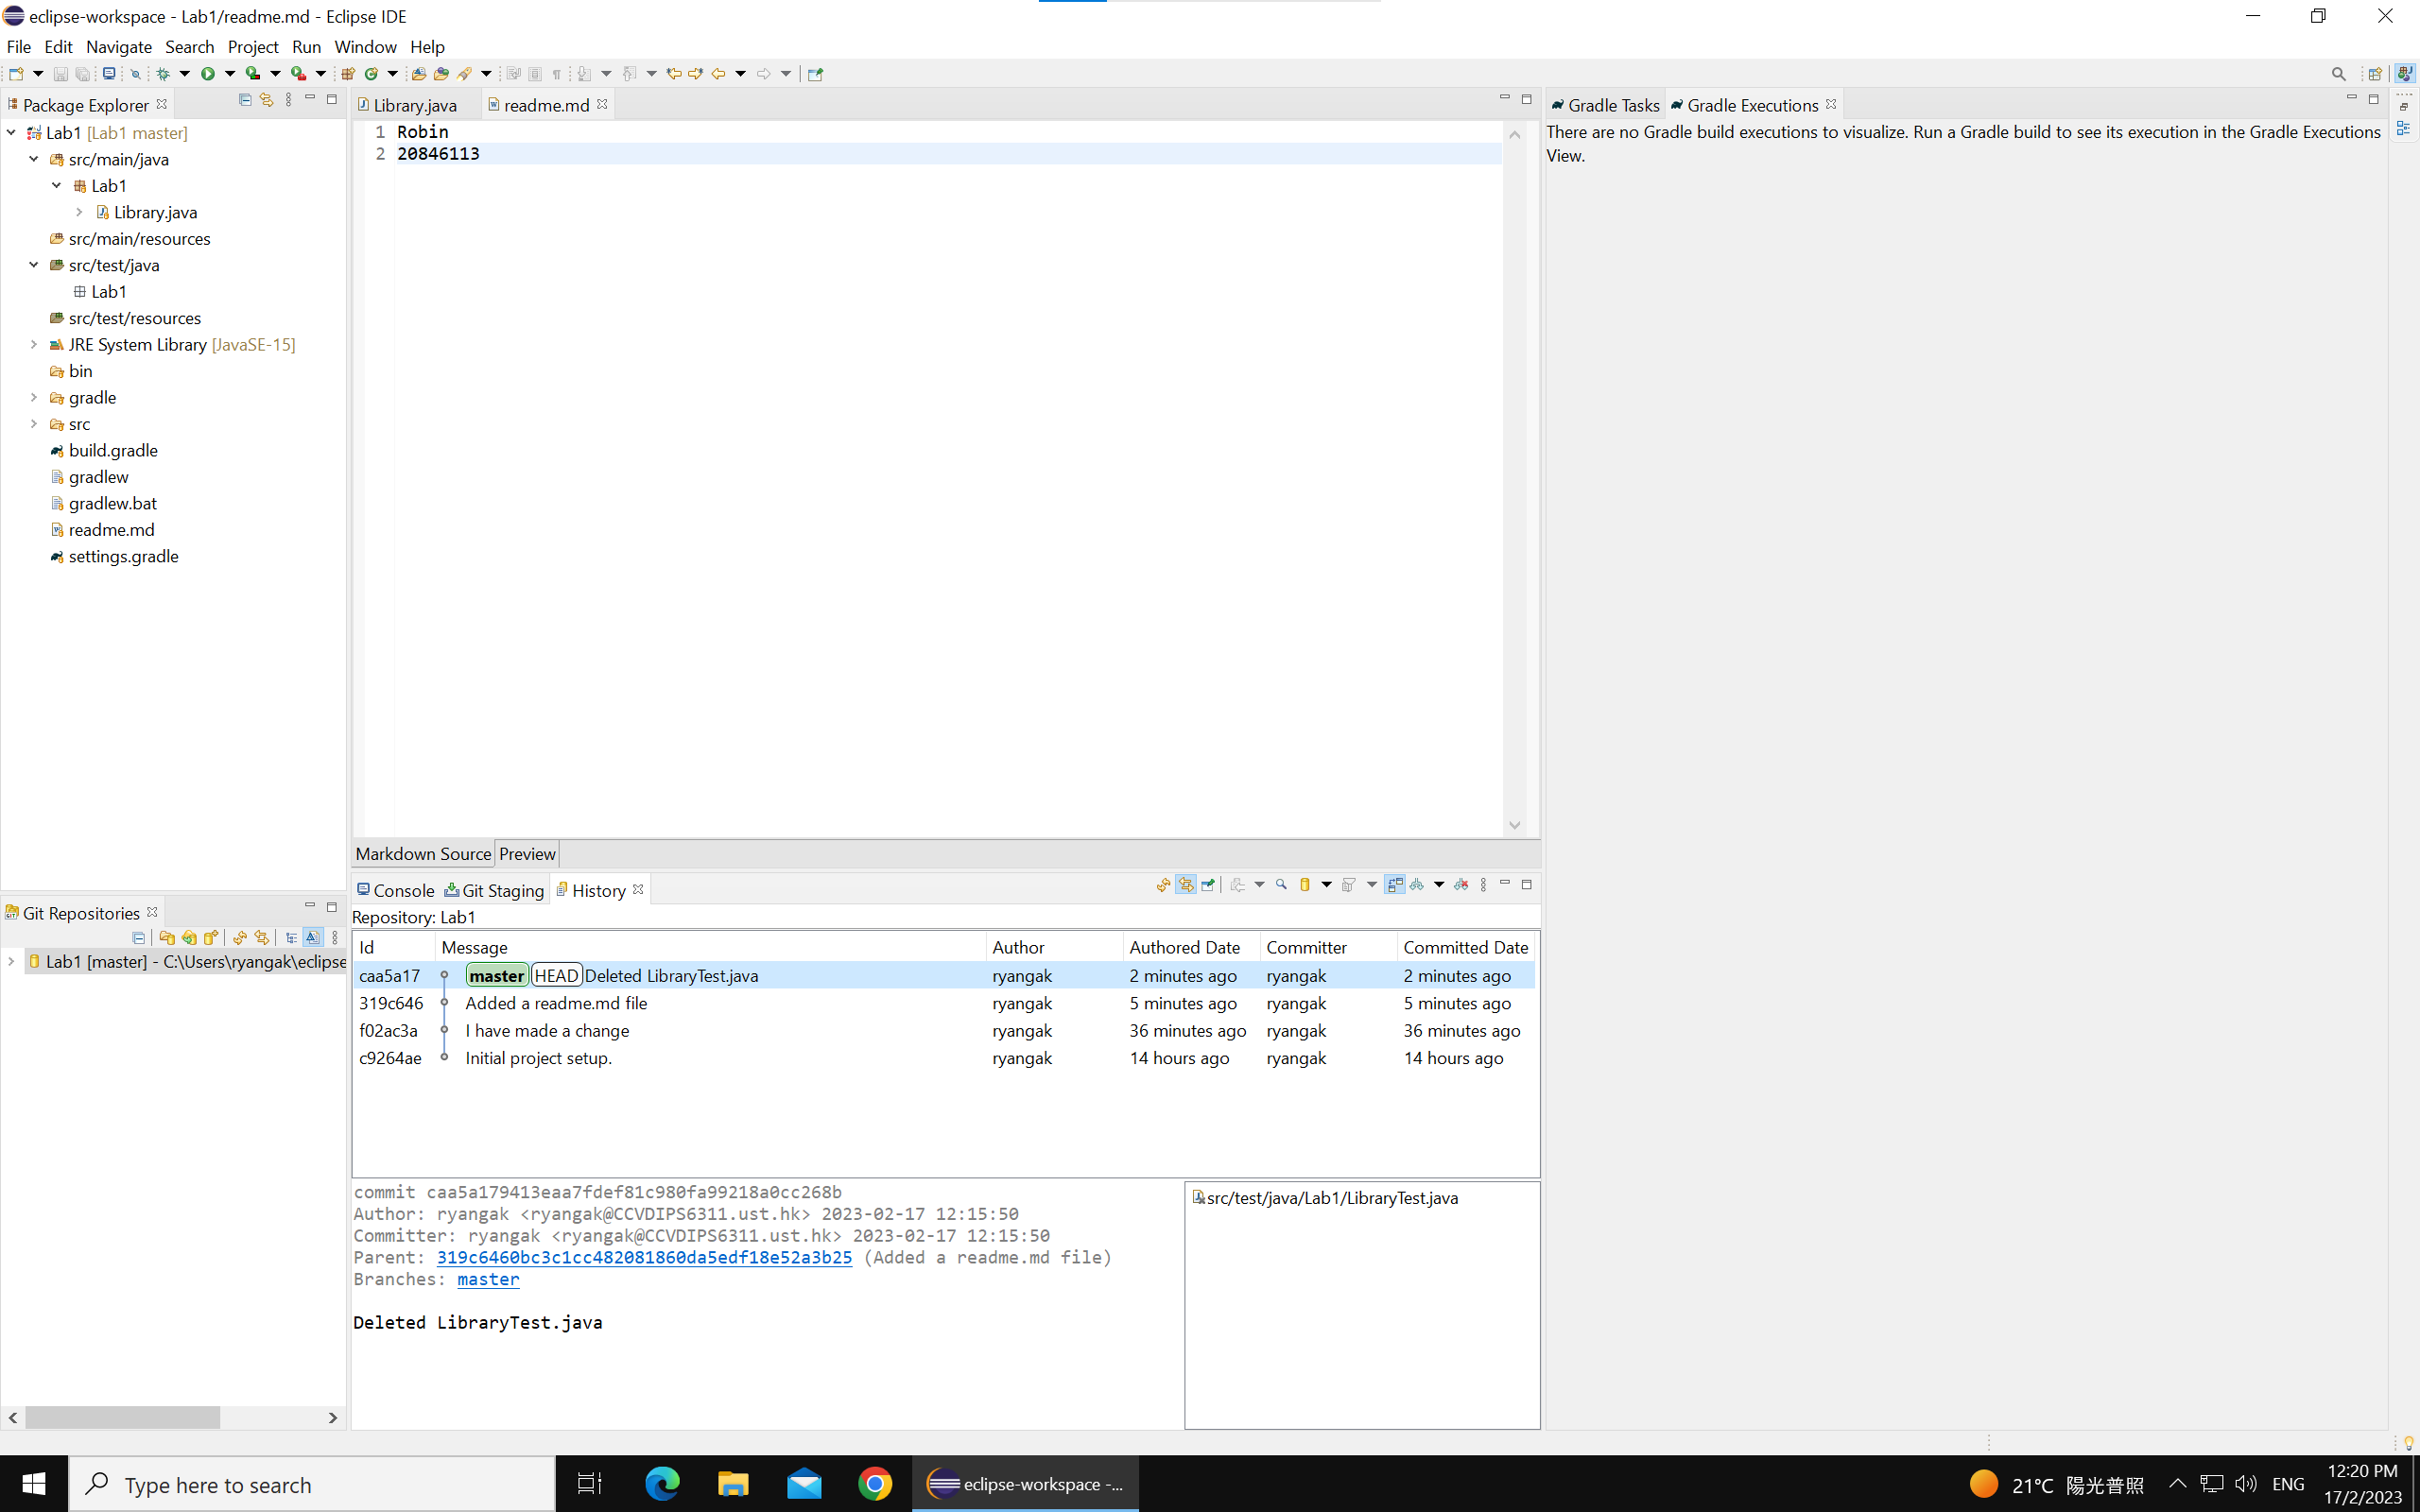 eclipse-workspace - Lab1/readme.md - Eclipse IDE
File Edit Navigate Search Project Run Window Help
Package Explorer
Lab1 [Lab1 master]
src/main/java
Lab1
Library.java
src/main/resources
src/test/java
Lab1
src/test/resources
JRE System Library [JavaSE-15]
bin
gradle
src
build.gradle
gradlew
gradlew.bat
readme.md
settings.gradle
Git Repositories
Lab1 [master] - C:\Users\ryangak\eclipse
Library.java readme.md
1 Robin
2 20846113
Markdown Source Preview
Console Git Staging History
Repository: Lab1
Id Message Author Authored Date Committer Committed Date
caa5a17 master HEAD Deleted LibraryTest.java ryangak 2 minutes ago ryangak 2 minutes ago
319c646 Added a readme.md file ryangak 5 minutes ago ryangak 5 minutes ago
f02ac3a I have made a change ryangak 36 minutes ago ryangak 36 minutes ago
c9264ae Initial project setup. ryangak 14 hours ago ryangak 14 hours ago
commit caa5a179413eaa7fdef81c980fa99218a0cc268b
Author: ryangak <ryangak@CCVDIPS6311.ust.hk> 2023-02-17 12:15:50
Committer: ryangak <ryangak@CCVDIPS6311.ust.hk> 2023-02-17 12:15:50
Parent: 319c6460bc3c1cc482081860da5edf18e52a3b25 (Added a readme.md file)
Branches: master
Deleted LibraryTest.java
src/test/java/Lab1/LibraryTest.java
Gradle Tasks Gradle Executions
There are no Gradle build executions to visualize. Run a Gradle build to see its execution in the Gradle Executions
View.
Type here to search
eclipse-workspace -...
21°C 陽光普照
ENG
12:20 PM
17/2/2023